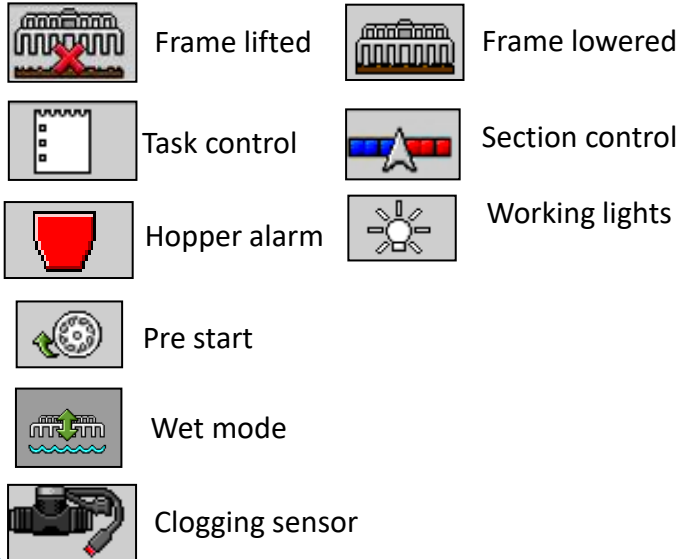 Frame lifted
Frame lowered
Task control
Section control
Hopper alarm
Working lights
Pre start
Wet mode
Clogging sensor